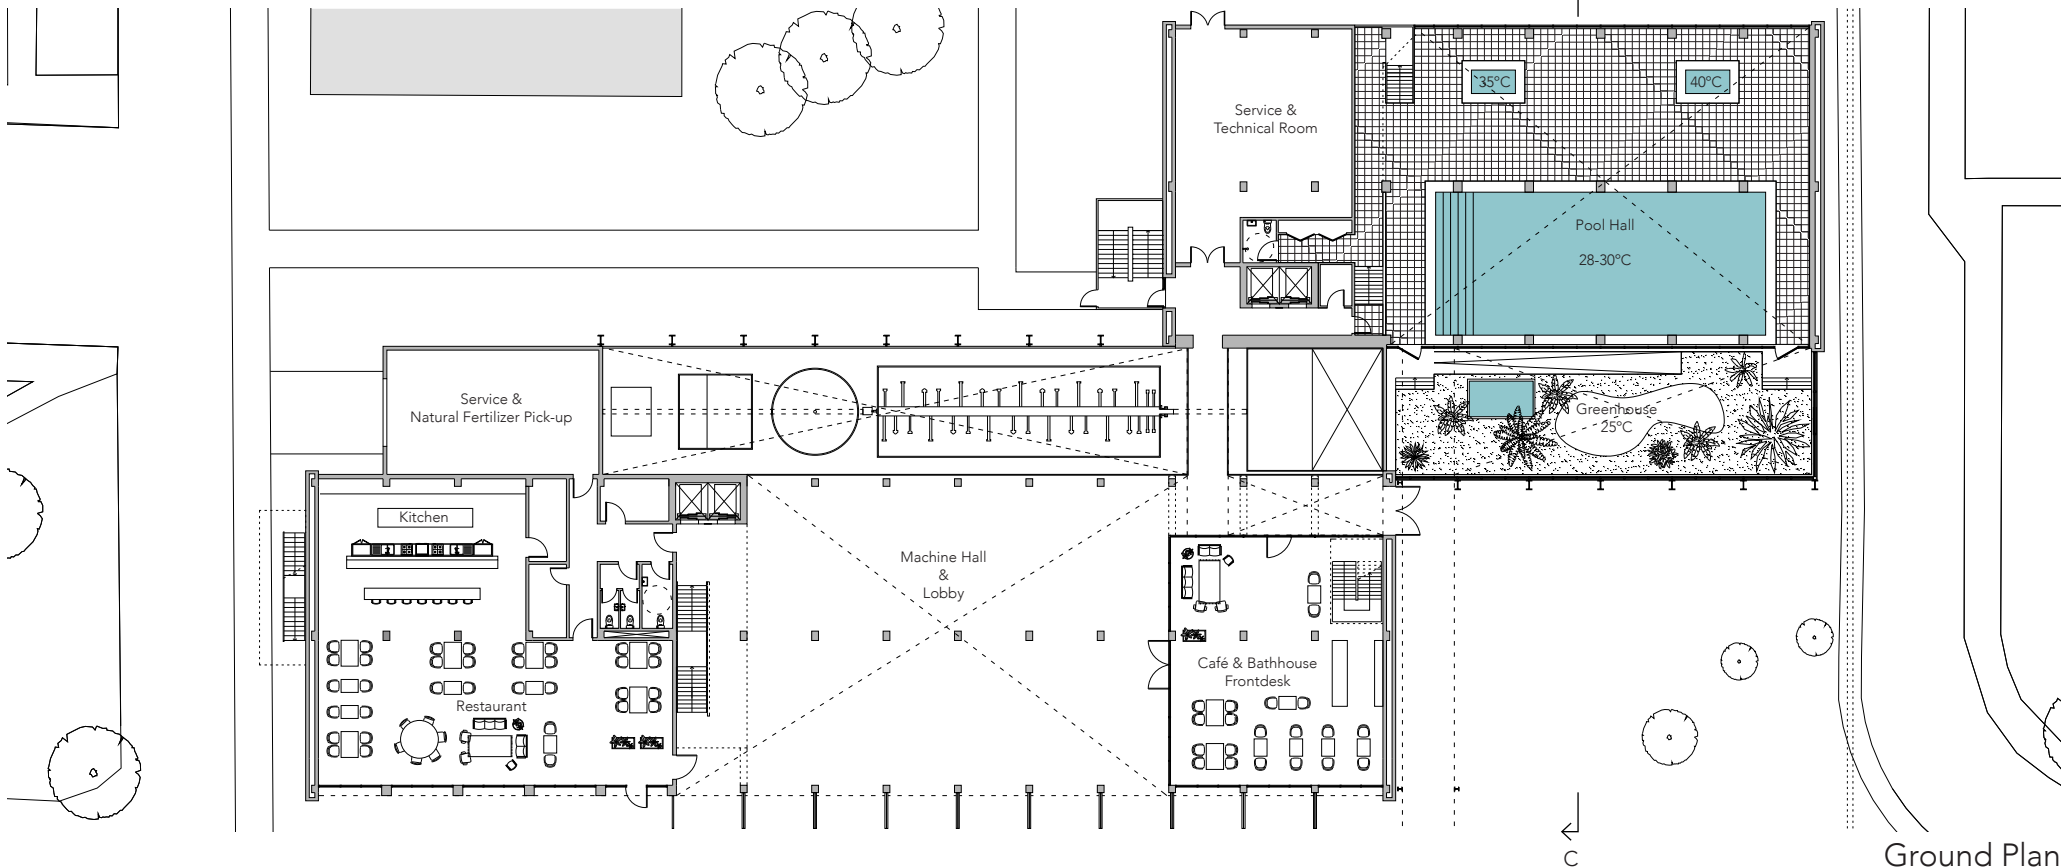 35°C
40°C
Service &
Technical Room
Pool Hall
28-30°C
Service &
Natural Fertilizer Pick-up
Greenhouse
25°C
Kitchen
Machine Hall
&
Lobby
Café & Bathhouse
Frontdesk
Restaurant
C
Ground Plan